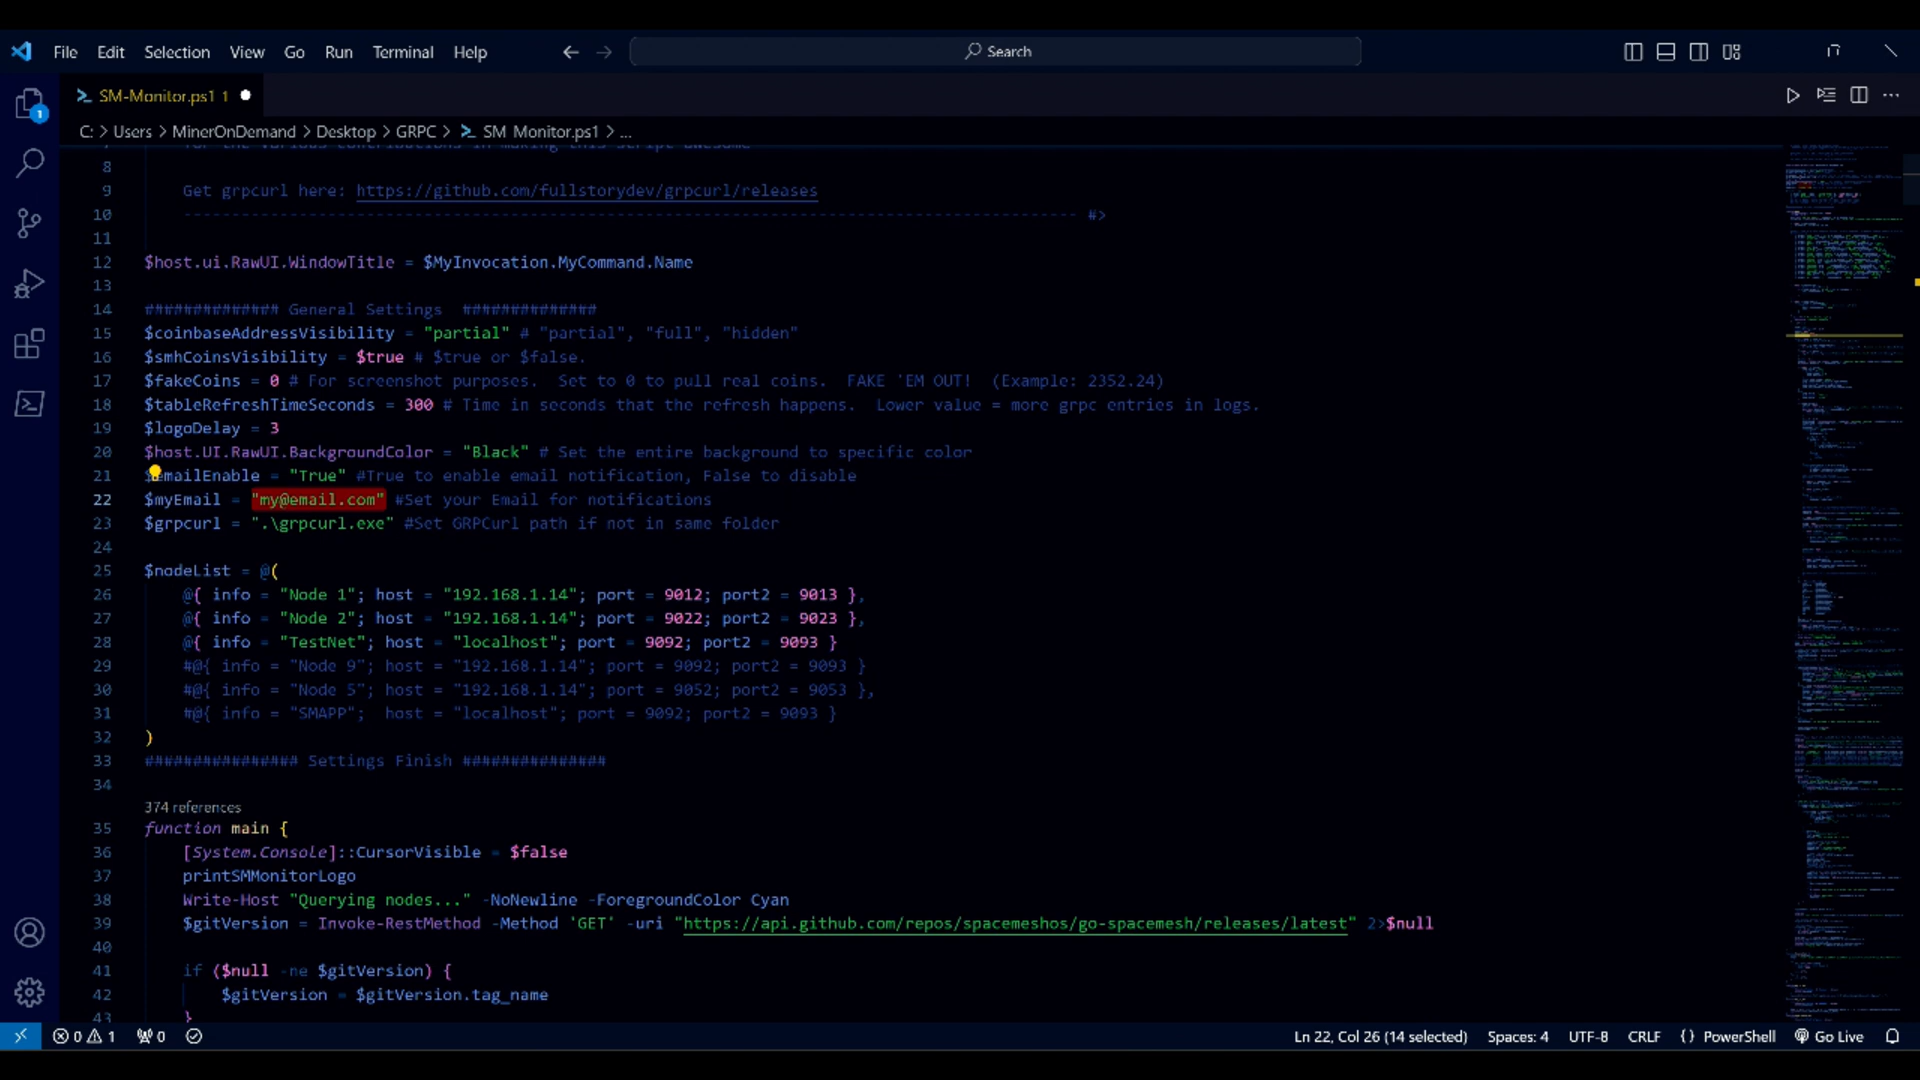 File Edit Selection View Go Run Terminal Help
Search
SM-Monitor.ps1 1
C: > Users > MinerOnDemand > Desktop > GRPC > SM Monitor.ps1 > ...
for the various contributions in making this script awesome
8
9 Get grpcurl here: https://github.com/fullstorydev/grpcurl/releases
10 --------------------------------------------------------------------------------------------- #>
11
12 $host.ui.RawUI.WindowTitle = $MyInvocation.MyCommand.Name
13
14 ############## General Settings ##############
15 $coinbaseAddressVisibility = "partial" # "partial", "full", "hidden"
16 $smhCoinsVisibility = $true # $true or $false.
17 $fakeCoins = 0 # For screenshot purposes. Set to 0 to pull real coins. FAKE 'EM OUT! (Example: 2352.24)
18 $tableRefreshTimeSeconds = 300 # Time in seconds that the refresh happens. Lower value = more grpc entries in logs.
19 $logoDelay = 3
20 $host.UI.RawUI.BackgroundColor = "Black" # Set the entire background to specific color
21 $emailEnable = "True" #True to enable email notification, False to disable
22 $myEmail = "my@email.com" #Set your Email for notifications
23 $grpcurl = ".\grpcurl.exe" #Set GRPCurl path if not in same folder
24
25 $nodeList = @(
26 @{ info = "Node 1"; host = "192.168.1.14"; port = 9012; port2 = 9013 },
27 @{ info = "Node 2"; host = "192.168.1.14"; port = 9022; port2 = 9023 },
28 @{ info = "TestNet"; host = "localhost"; port = 9092; port2 = 9093 }
29 #@{ info = "Node 9"; host = "192.168.1.14"; port = 9092; port2 = 9093 }
30 #@{ info = "Node 5"; host = "192.168.1.14"; port = 9052; port2 = 9053 },
31 #@{ info = "SMAPP"; host = "localhost"; port = 9092; port2 = 9093 }
32 )
33 ################ Settings Finish ###############
34
374 references
35 function main {
36 [System.Console]::CursorVisible = $false
37 printSMMonitorLogo
38 Write-Host "Querying nodes..." -NoNewline -ForegroundColor Cyan
39 $gitVersion = Invoke-RestMethod -Method 'GET' -uri "https://api.github.com/repos/spacemeshos/go-spacemesh/releases/latest" 2>$null
40
41 if ($null -ne $gitVersion) {
42 $gitVersion = $gitVersion.tag_name
43 }
0 1 0 Ln 22, Col 26 (14 selected) Spaces: 4 UTF-8 CRLF {} PowerShell Go Live